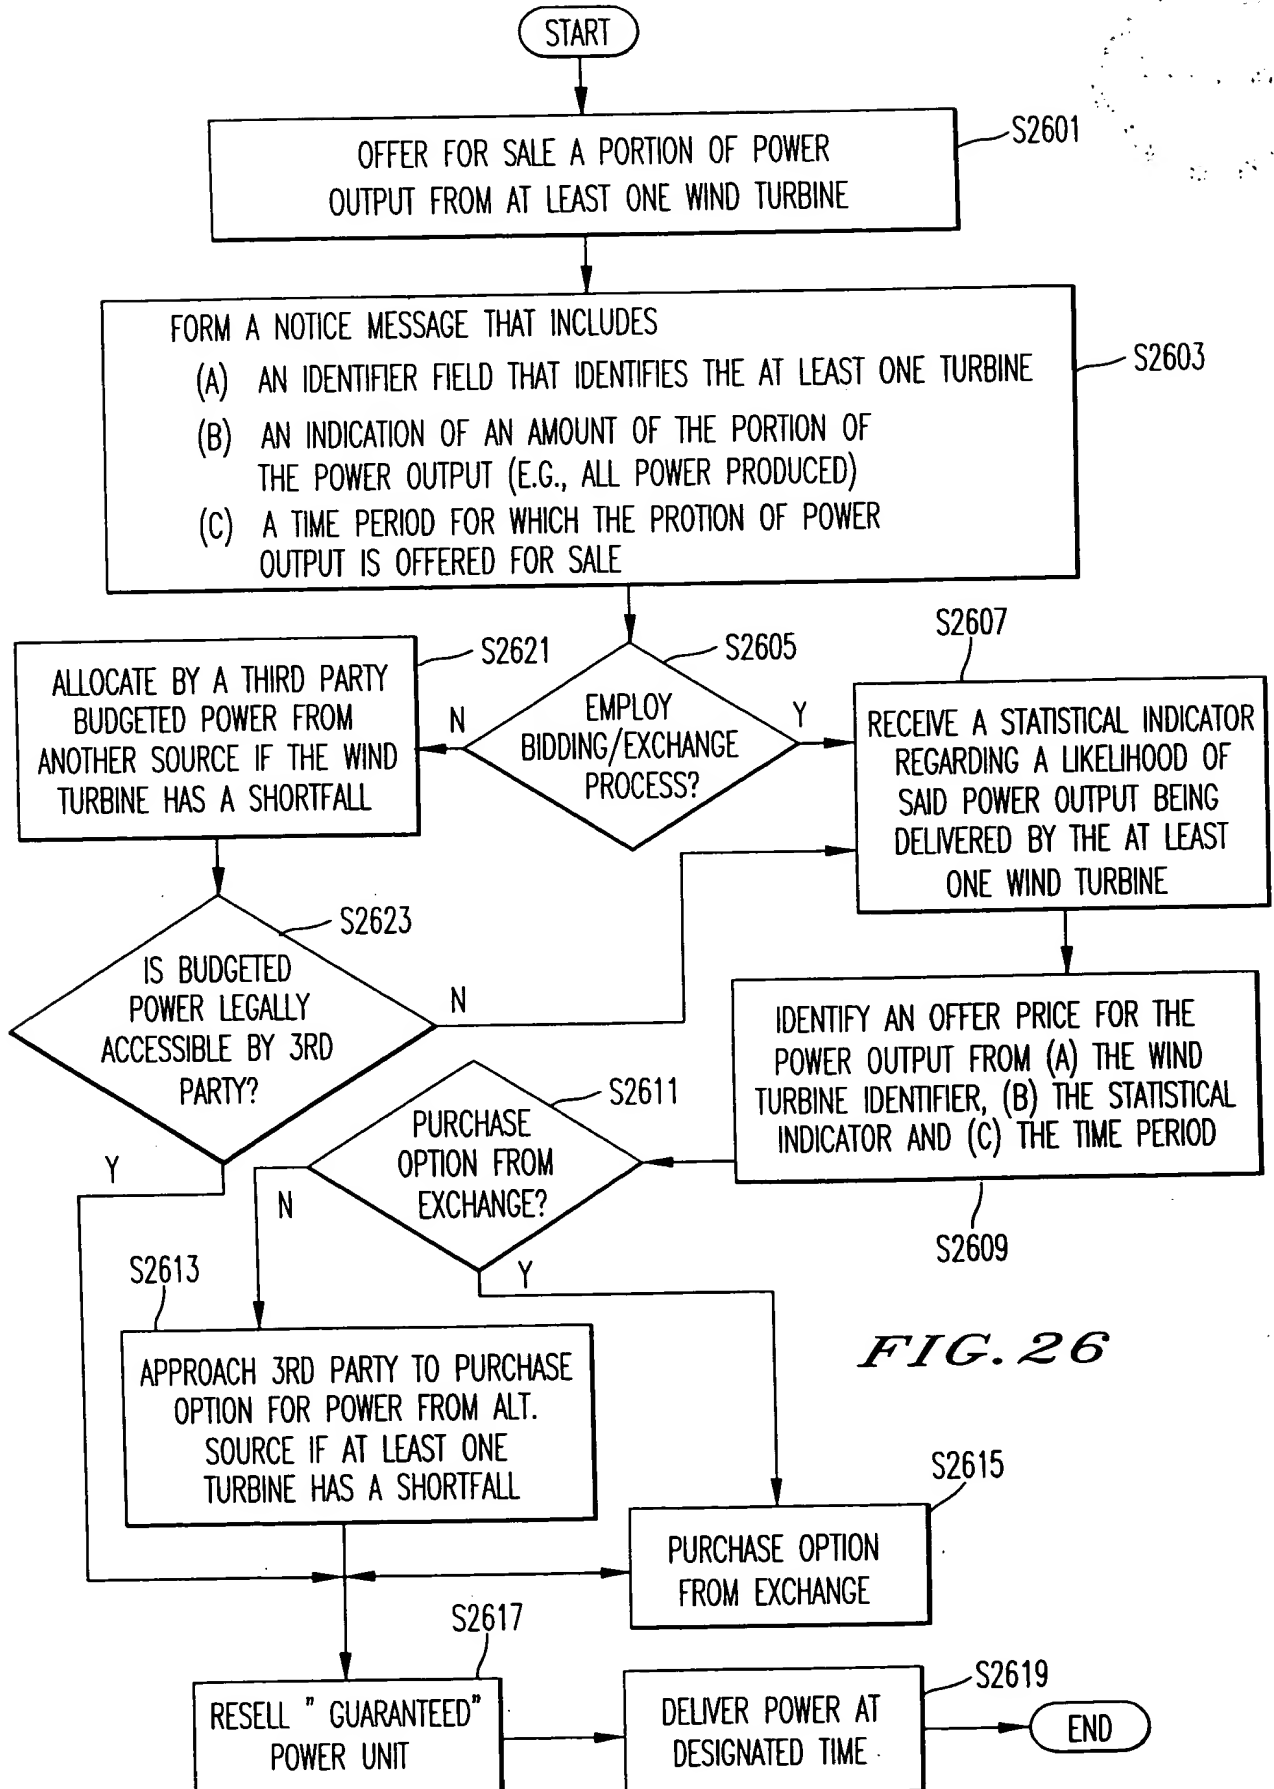 START
OFFER FOR SALE A PORTION OF POWER
OUTPUT FROM AT LEAST ONE WIND TURBINE
S2601
FORM A NOTICE MESSAGE THAT INCLUDES
(A) AN IDENTIFIER FIELD THAT IDENTIFIES THE AT LEAST ONE TURBINE
(B) AN INDICATION OF AN AMOUNT OF THE PORTION OF
THE POWER OUTPUT (E.G., ALL POWER PRODUCED)
(C) A TIME PERIOD FOR WHICH THE PROTION OF POWER
OUTPUT IS OFFERED FOR SALE
S2603
S2605
EMPLOY
BIDDING/EXCHANGE
PROCESS?
N
Y
S2621
ALLOCATE BY A THIRD PARTY
BUDGETED POWER FROM
ANOTHER SOURCE IF THE WIND
TURBINE HAS A SHORTFALL
S2607
RECEIVE A STATISTICAL INDICATOR
REGARDING A LIKELIHOOD OF
SAID POWER OUTPUT BEING
DELIVERED BY THE AT LEAST
ONE WIND TURBINE
S2623
IS BUDGETED
POWER LEGALLY
ACCESSIBLE BY 3RD
PARTY?
N
Y
IDENTIFY AN OFFER PRICE FOR THE
POWER OUTPUT FROM (A) THE WIND
TURBINE IDENTIFIER, (B) THE STATISTICAL
INDICATOR AND (C) THE TIME PERIOD
S2609
S2611
PURCHASE
OPTION FROM
EXCHANGE?
N
Y
S2613
APPROACH 3RD PARTY TO PURCHASE
OPTION FOR POWER FROM ALT.
SOURCE IF AT LEAST ONE
TURBINE HAS A SHORTFALL
FIG. 26
S2615
PURCHASE OPTION
FROM EXCHANGE
S2617
RESELL " GUARANTEED"
POWER UNIT
S2619
DELIVER POWER AT
DESIGNATED TIME
END